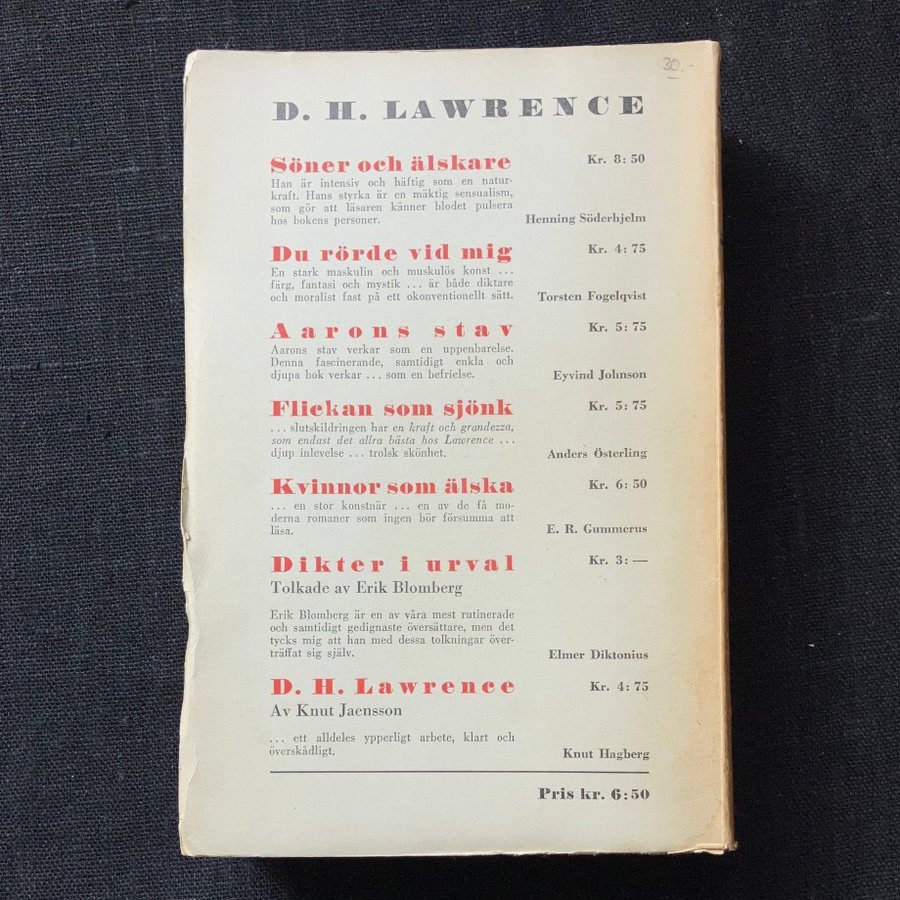 30.-
D. H. LAWRENCE
Söner och älskare Kr. 8: 50
Han är intensiv och häftig som en natur-
kraft. Hans styrka är en mäktig sensualism,
som gör att läsaren känner blodet pulsera
hos bokens personer. Henning Söderhjelm
Du rörde vid mig Kr. 4: 75
En stark maskulin och muskulös konst ...
färg, fantasi och mystik ... är både diktare
och moralist fast på ett okonventionellt sätt. Torsten Fogelqvist
Aarons stav Kr. 5: 75
Aarons stav verkar som en uppenbarelse.
Denna fascinerande, samtidigt enkla och
djupa bok verkar ... som en befrielse. Eyvind Johnson
Flickan som sjönk Kr. 5: 75
... slutskildringen har en kraft och grandezza,
som endast det allra bästa hos Lawrence ...
djup inlevelse ... trolsk skönhet. Anders Österling
Kvinnor som älska Kr. 6: 50
... en stor konstnär ... en av de få mo-
derna romaner som ingen bör försumma att
läsa. E. R. Gummerus
Dikter i urval Kr. 3: —
Tolkade av Erik Blomberg
Erik Blomberg är en av våra mest rutinerade
och samtidigt gedignaste översättare, men det
tycks mig att han med dessa tolkningar över-
träffat sig själv. Elmer Diktonius
D. H. Lawrence Kr. 4: 75
Av Knut Jaensson
... ett alldeles ypperligt arbete, klart och
överskådligt. Knut Hagberg
Pris kr. 6:50